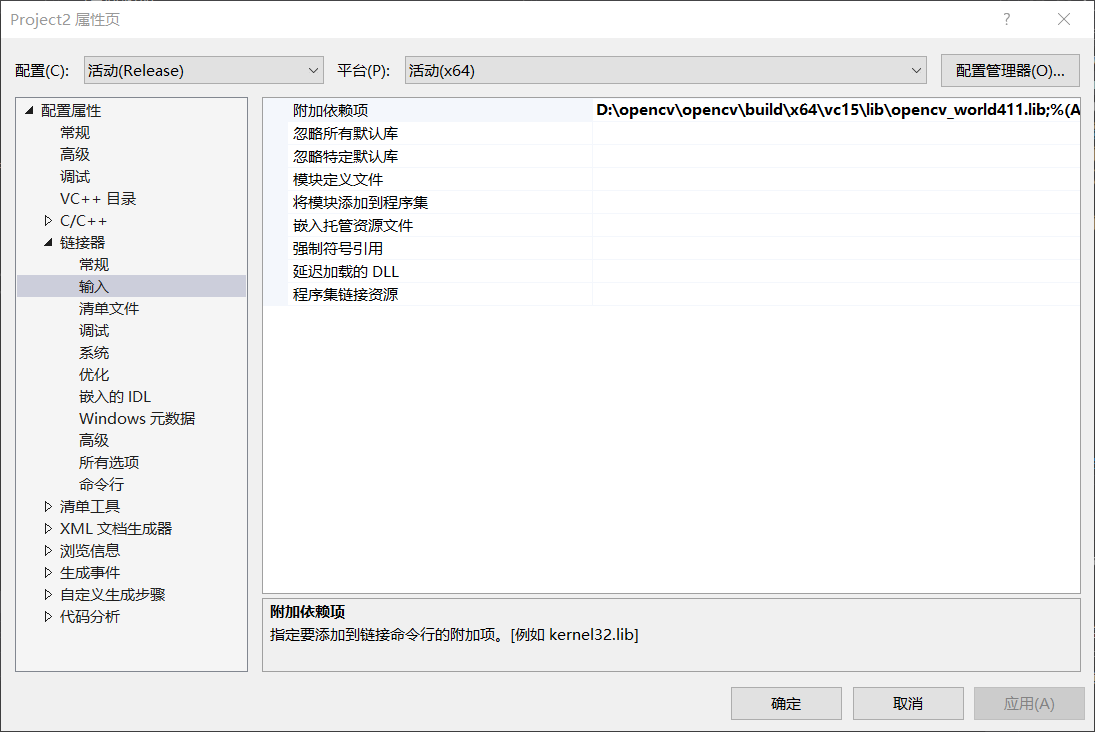 Project2 属性页
配置(C): 活动(Release) 平台(P): 活动(x64) 配置管理器(O)...
配置属性
常规
高级
调试
VC++ 目录
C/C++
链接器
常规
输入
清单文件
调试
系统
优化
嵌入的 IDL
Windows 元数据
高级
所有选项
命令行
清单工具
XML 文档生成器
浏览信息
生成事件
自定义生成步骤
代码分析
附加依赖项 D:\opencv\opencv\build\x64\vc15\lib\opencv_world411.lib;%(A
忽略所有默认库
忽略特定默认库
模块定义文件
将模块添加到程序集
嵌入托管资源文件
强制符号引用
延迟加载的 DLL
程序集链接资源
附加依赖项
指定要添加到链接命令行的附加项。[例如 kernel32.lib]
确定 取消 应用(A)